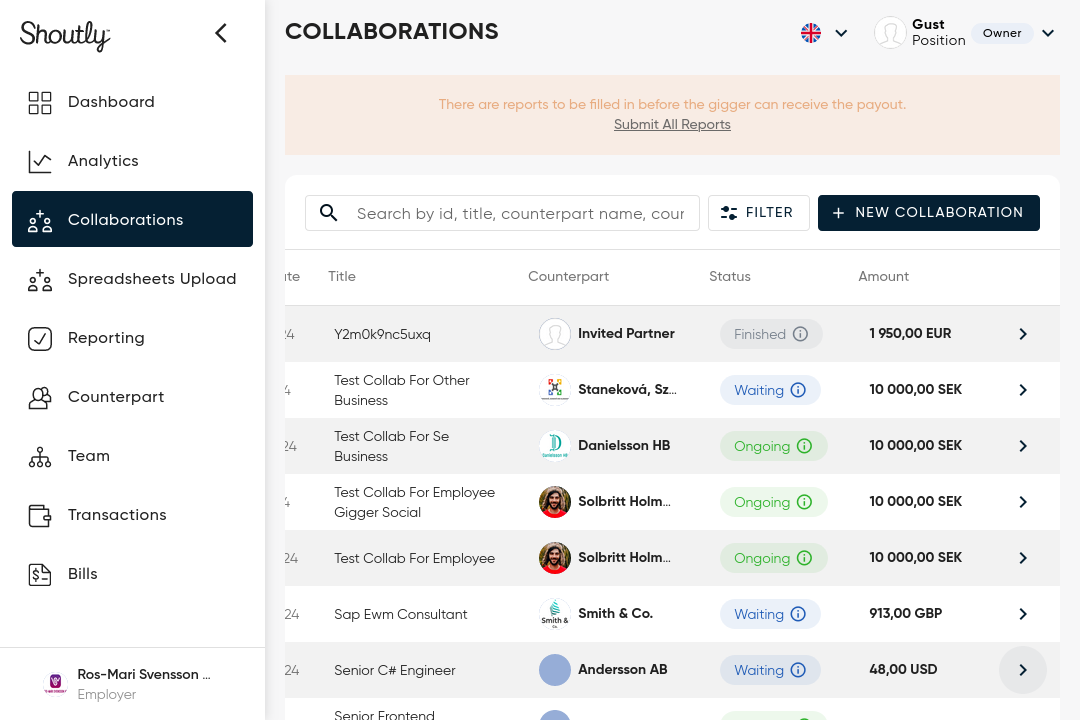 Shoutly
COLLABORATIONS
Gust
Position
Owner
Dashboard
Analytics
Collaborations
Spreadsheets Upload
Reporting
Counterpart
Team
Transactions
Bills
Ros-Mari Svensson ...
Employer
There are reports to be filled in before the gigger can receive the payout.
Submit All Reports
Search by id, title, counterpart name, cour
FILTER
+ NEW COLLABORATION
Title Counterpart Status Amount
Y2m0k9nc5uxq Invited Partner Finished 1 950,00 EUR
Test Collab For Other
Business
Staneková, Sz... Waiting 10 000,00 SEK
24 Test Collab For Se
Business
Danielsson HB Ongoing 10 000,00 SEK
Test Collab For Employee
Gigger Social
Solbritt Holm... Ongoing 10 000,00 SEK
24 Test Collab For Employee Solbritt Holm... Ongoing 10 000,00 SEK
24 Sap Ewm Consultant Smith &
Co.
Smith & Co. Waiting 913,00 GBP
24 Senior C# Engineer Andersson AB Waiting 48,00 USD
Senior Frontend